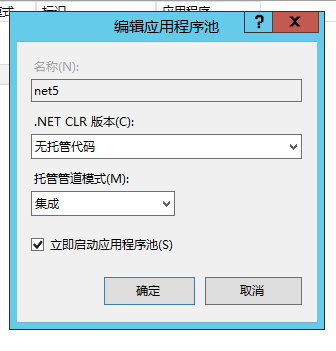 模式
标识
应用程序
编辑应用程序池
?
名称(N):
net5
.NET CLR 版本(C):
无托管代码
托管管道模式(M):
集成
立即启动应用程序池(S)
确定
取消